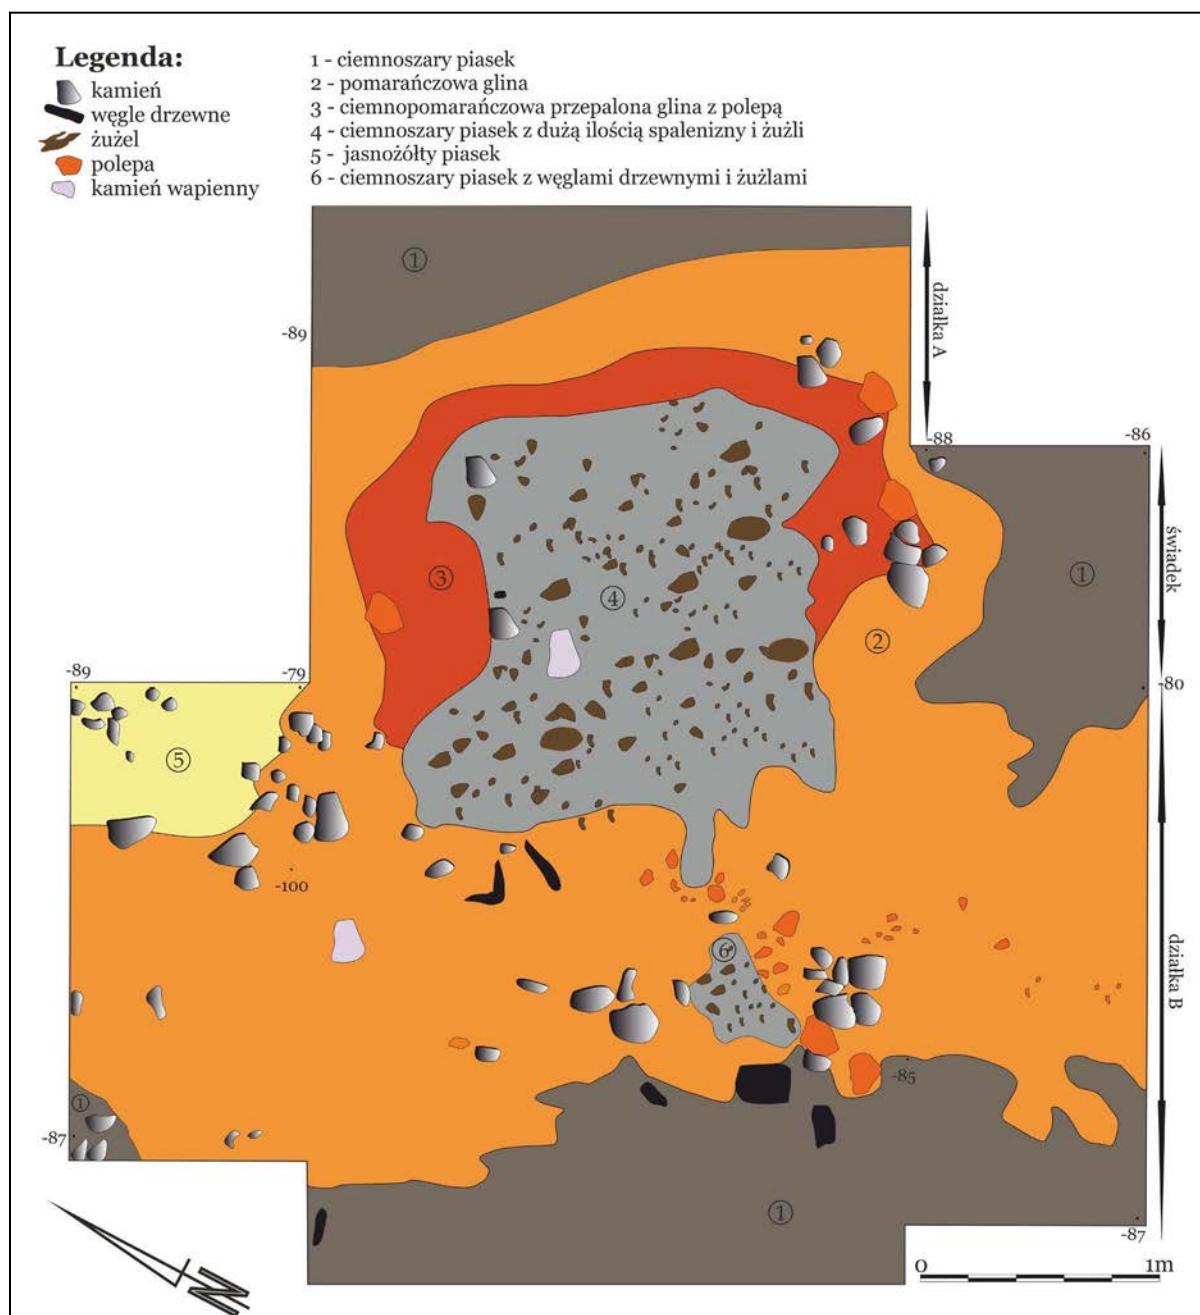 Legenda:
kamień
węgle drzewne
żużel
polepa
kamień wapienny
1 - ciemnoszary piasek
2 - pomarańczowa glina
3 - ciemnopomarańczowa przepalona glina z polepą
4 - ciemnoszary piasek z dużą ilością spalenizny i żużli
5 - jasnożółty piasek
6 - ciemnoszary piasek z węglami drzewnymi i żużlami
1
działka A
-89
-88
-86
świadek
3
4
1
2
-89
-79
-80
5
-100
6
działka B
-85
1
-87
1
-87
N
0 1m